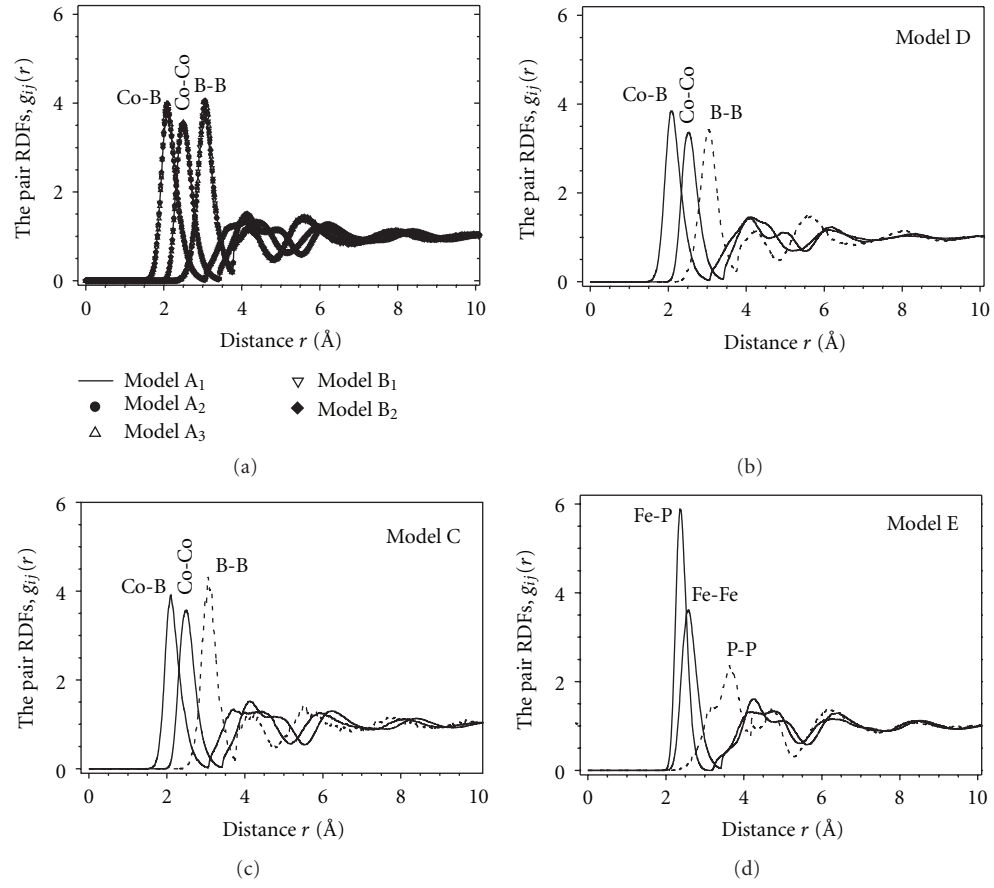 6
4
2
0
The pair RDFs, gij(r)
Co-B
Co-Co
B-B
0 2 4 6 8 10
Distance r (Å)
Model A1
Model A2
Model A3
Model B1
Model B2
(a)
6
4
2
0
The pair RDFs, gij(r)
Model D
Co-B
Co-Co
B-B
0 2 4 6 8 10
Distance r (Å)
(b)
6
4
2
0
The pair RDFs, gij(r)
Model C
Co-B
Co-Co
B-B
0 2 4 6 8 10
Distance r (Å)
(c)
6
4
2
0
The pair RDFs, gij(r)
Model E
Fe-P
Fe-Fe
P-P
0 2 4 6 8 10
Distance r (Å)
(d)